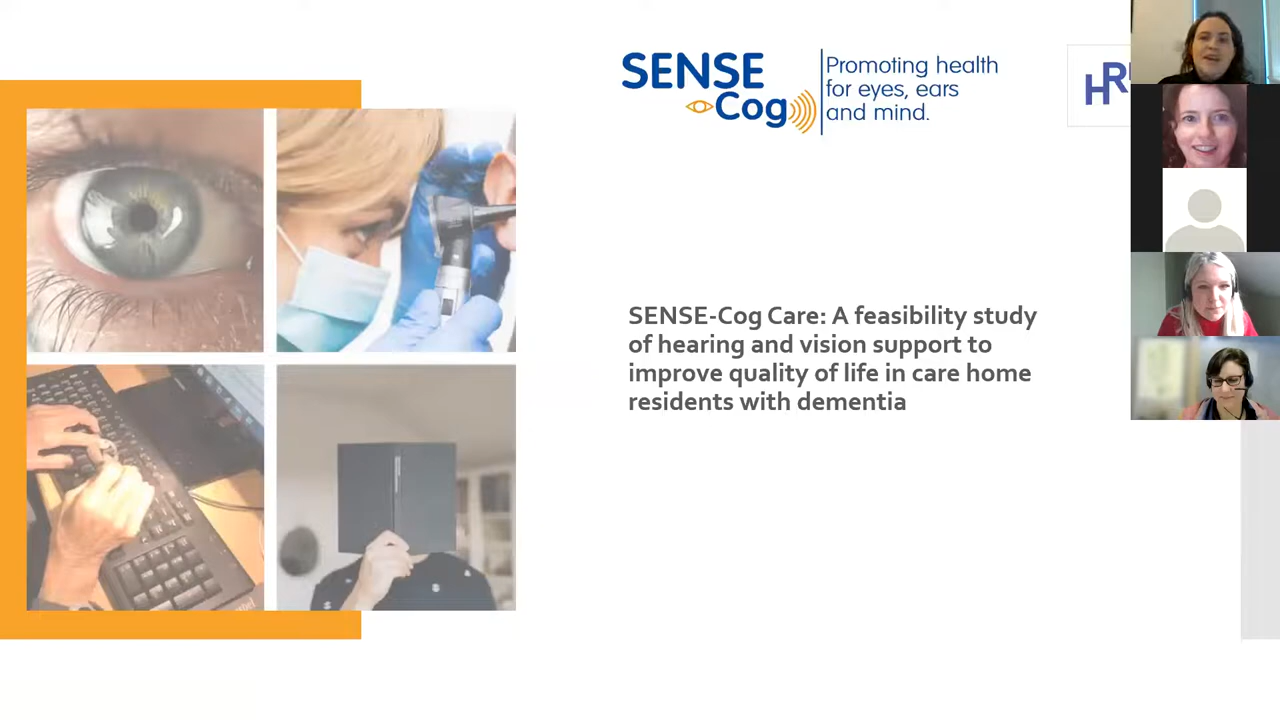 SENSE
Cog
Promoting health
for eyes, ears
and mind.
SENSE-Cog Care: A feasibility study
of hearing and vision support to
improve quality of life in care home
residents with dementia